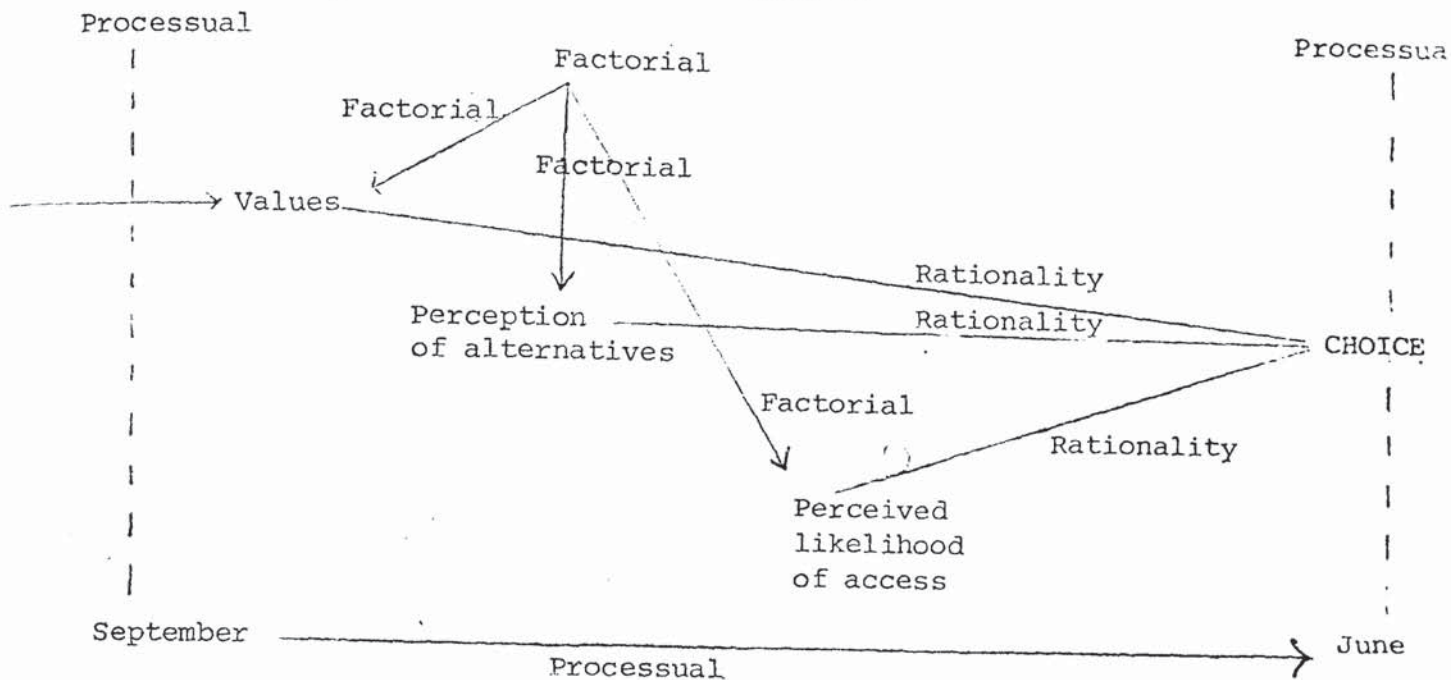 Processual
Factorial
Processua
Factorial
Factorial
Values
Rationality
Perception
of alternatives
Rationality
CHOICE
Factorial
Rationality
Perceived
likelihood
of access
September
Processual
June